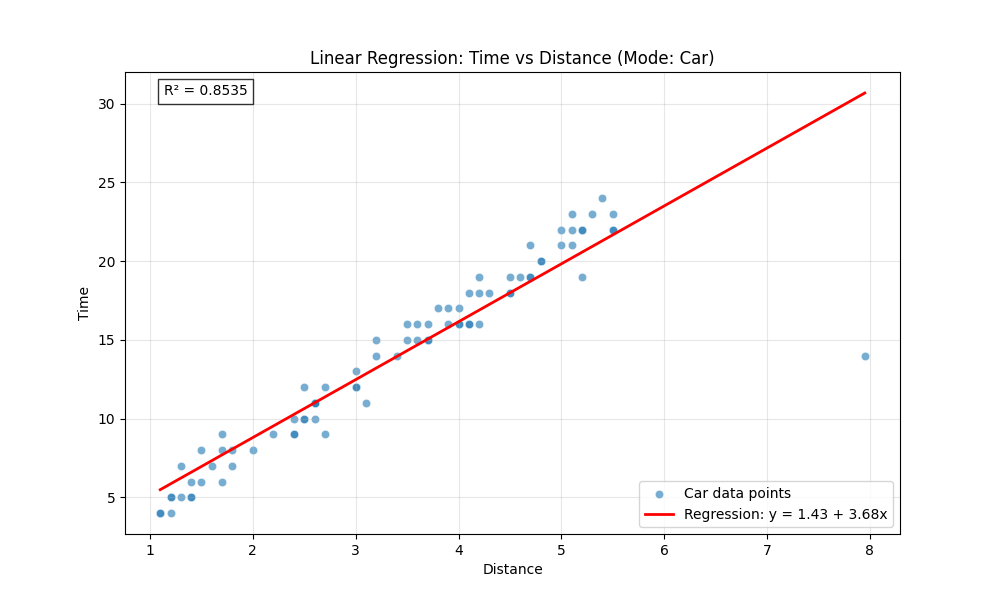 Linear Regression: Time vs Distance (Mode: Car)
R² = 0.8535
30
25
20
15
10
5
Time
1 2 3 4 5 6 7 8
Distance
Car data points
Regression: y = 1.43 + 3.68x